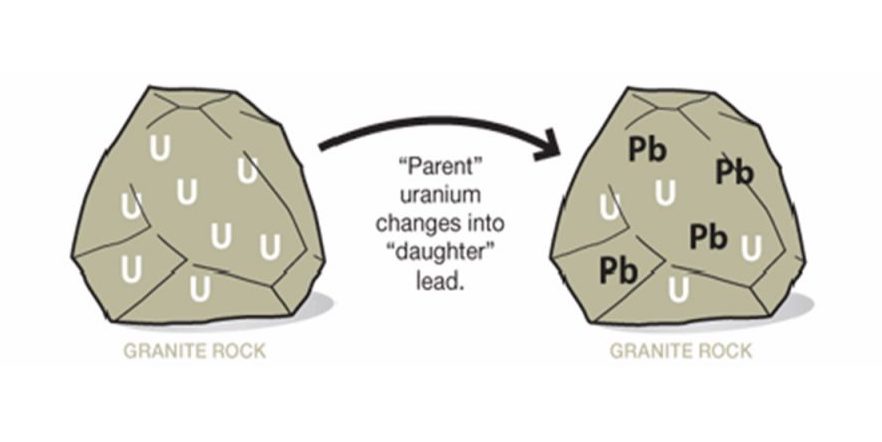 U
U
U
U
U
U
U
U
GRANITE ROCK
“Parent”
uranium
changes into
“daughter”
lead.
Pb
Pb
U
U
Pb
U
Pb
U
GRANITE ROCK